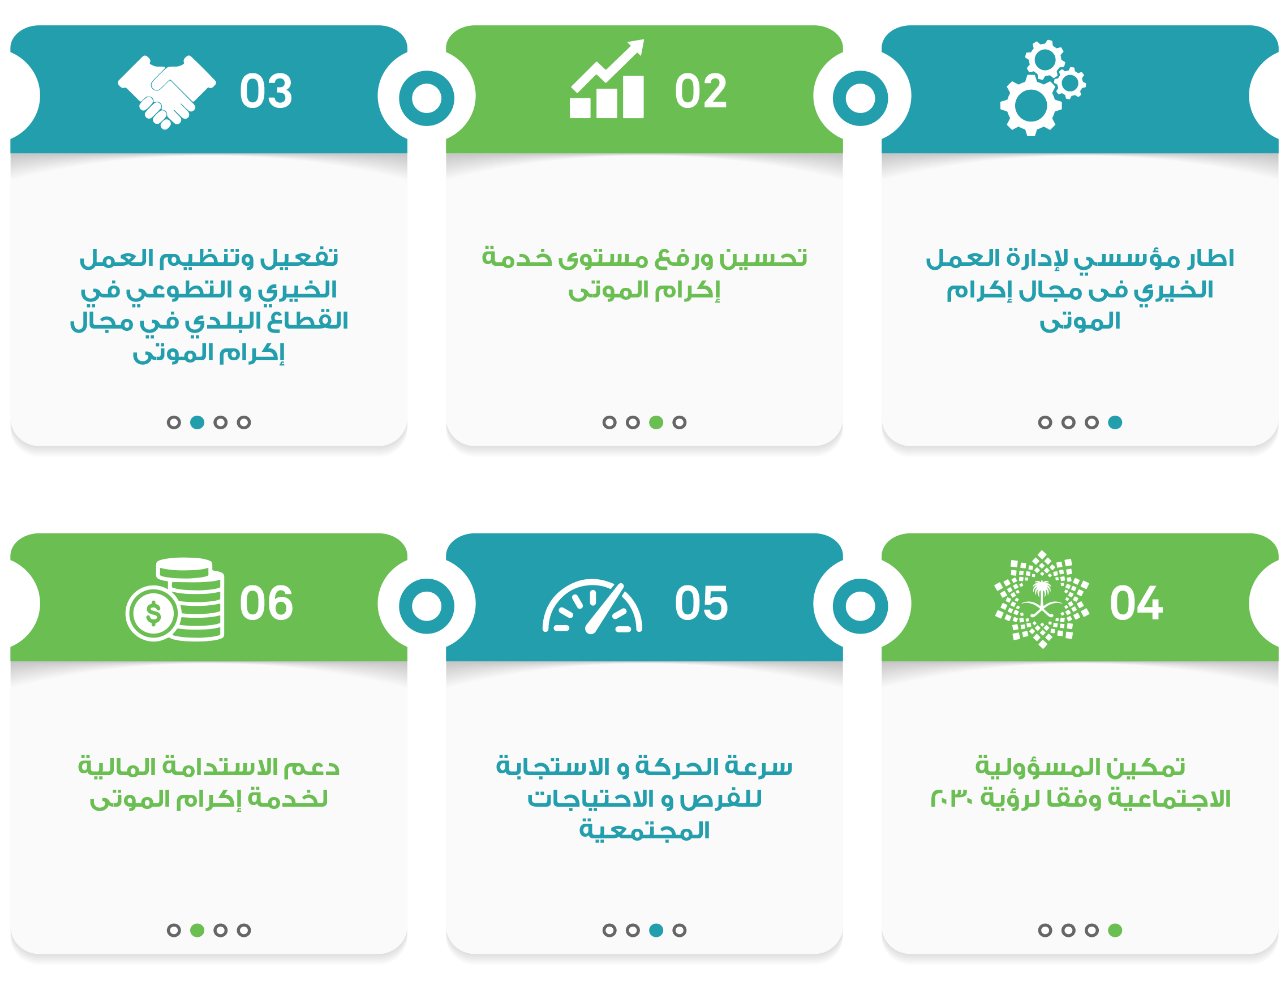 اطار مؤسسي لإدارة العمل
الخيري فى مجال إكرام
الموتى
02
تحسين ورفع مستوى خدمة
إكرام الموتى
03
تفعيل وتنظيم العمل
الخيري و التطوعي في
القطاع البلدي في مجال
إكرام الموتى
04
تمكين المسؤولية
الاجتماعية وفقا لرؤية ٢٠٣٠
05
سرعة الحركة و الاستجابة
للفرص و الاحتياجات
المجتمعية
06
$
دعم الاستدامة المالية
لخدمة إكرام الموتى